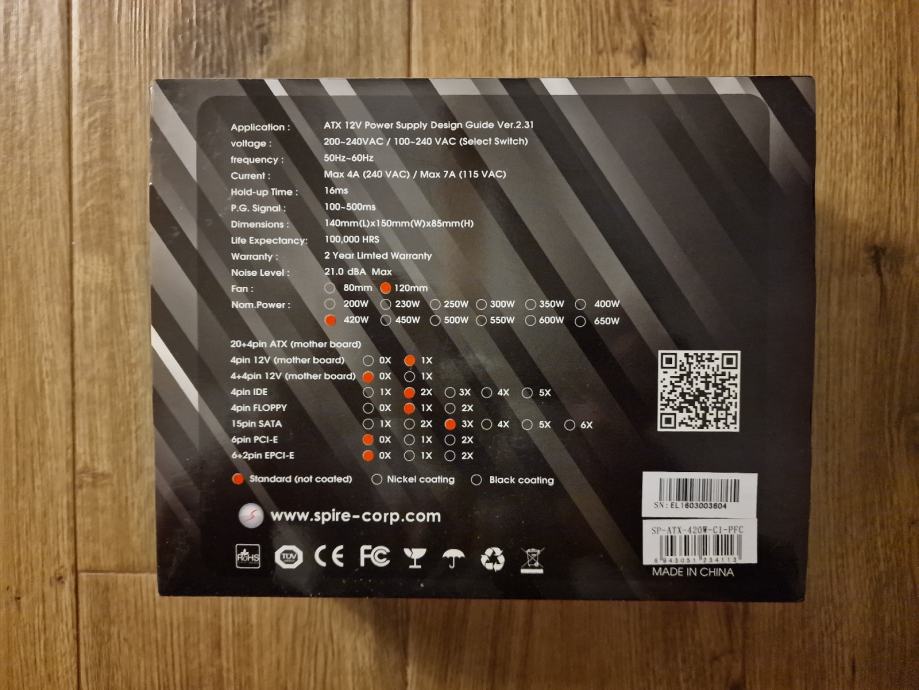 Application : ATX 12V Power Supply Design Guide Ver.2.31
voltage : 200~240VAC / 100~240 VAC (Select Switch)
frequency : 50Hz~60Hz
Current : Max 4A (240 VAC) / Max 7A (115 VAC)
Hold-up Time : 16ms
P.G. Signal : 100~500ms
Dimensions : 140mm(L)x150mm(W)x85mm(H)
Life Expectancy: 100,000 HRS
Warranty : 2 Year Limted Warranty
Noise Level : 21.0 dBA Max
Fan : 80mm 120mm
Nom.Power : 200W 230W 250W 300W 350W 400W
420W 450W 500W 550W 600W 650W
20+4pin ATX (mother board)
4pin 12V (mother board) 0X 1X
4+4pin 12V (mother board) 0X 1X
4pin IDE 1X 2X 3X 4X 5X
4pin FLOPPY 0X 1X 2X
15pin SATA 1X 2X 3X 4X 5X 6X
6pin PCI-E 0X 1X 2X
6+2pin EPCI-E 0X 1X 2X
Standard (not coated) Nickel coating Black coating
SN:EL1603003604
www.spire-corp.com
SP-ATX-420W-C1-PFC
RoHS TÜV CE FC
MADE IN CHINA